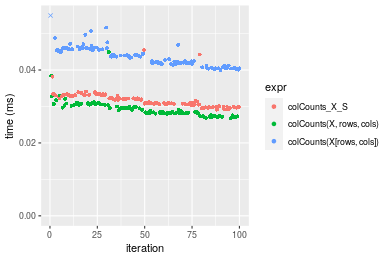 time (ms)
0.04
0.02
0.00
0
25
50
75
100
iteration
expr
colCounts_X_S
colCounts(X, rows, cols)
colCounts(X[rows, cols])